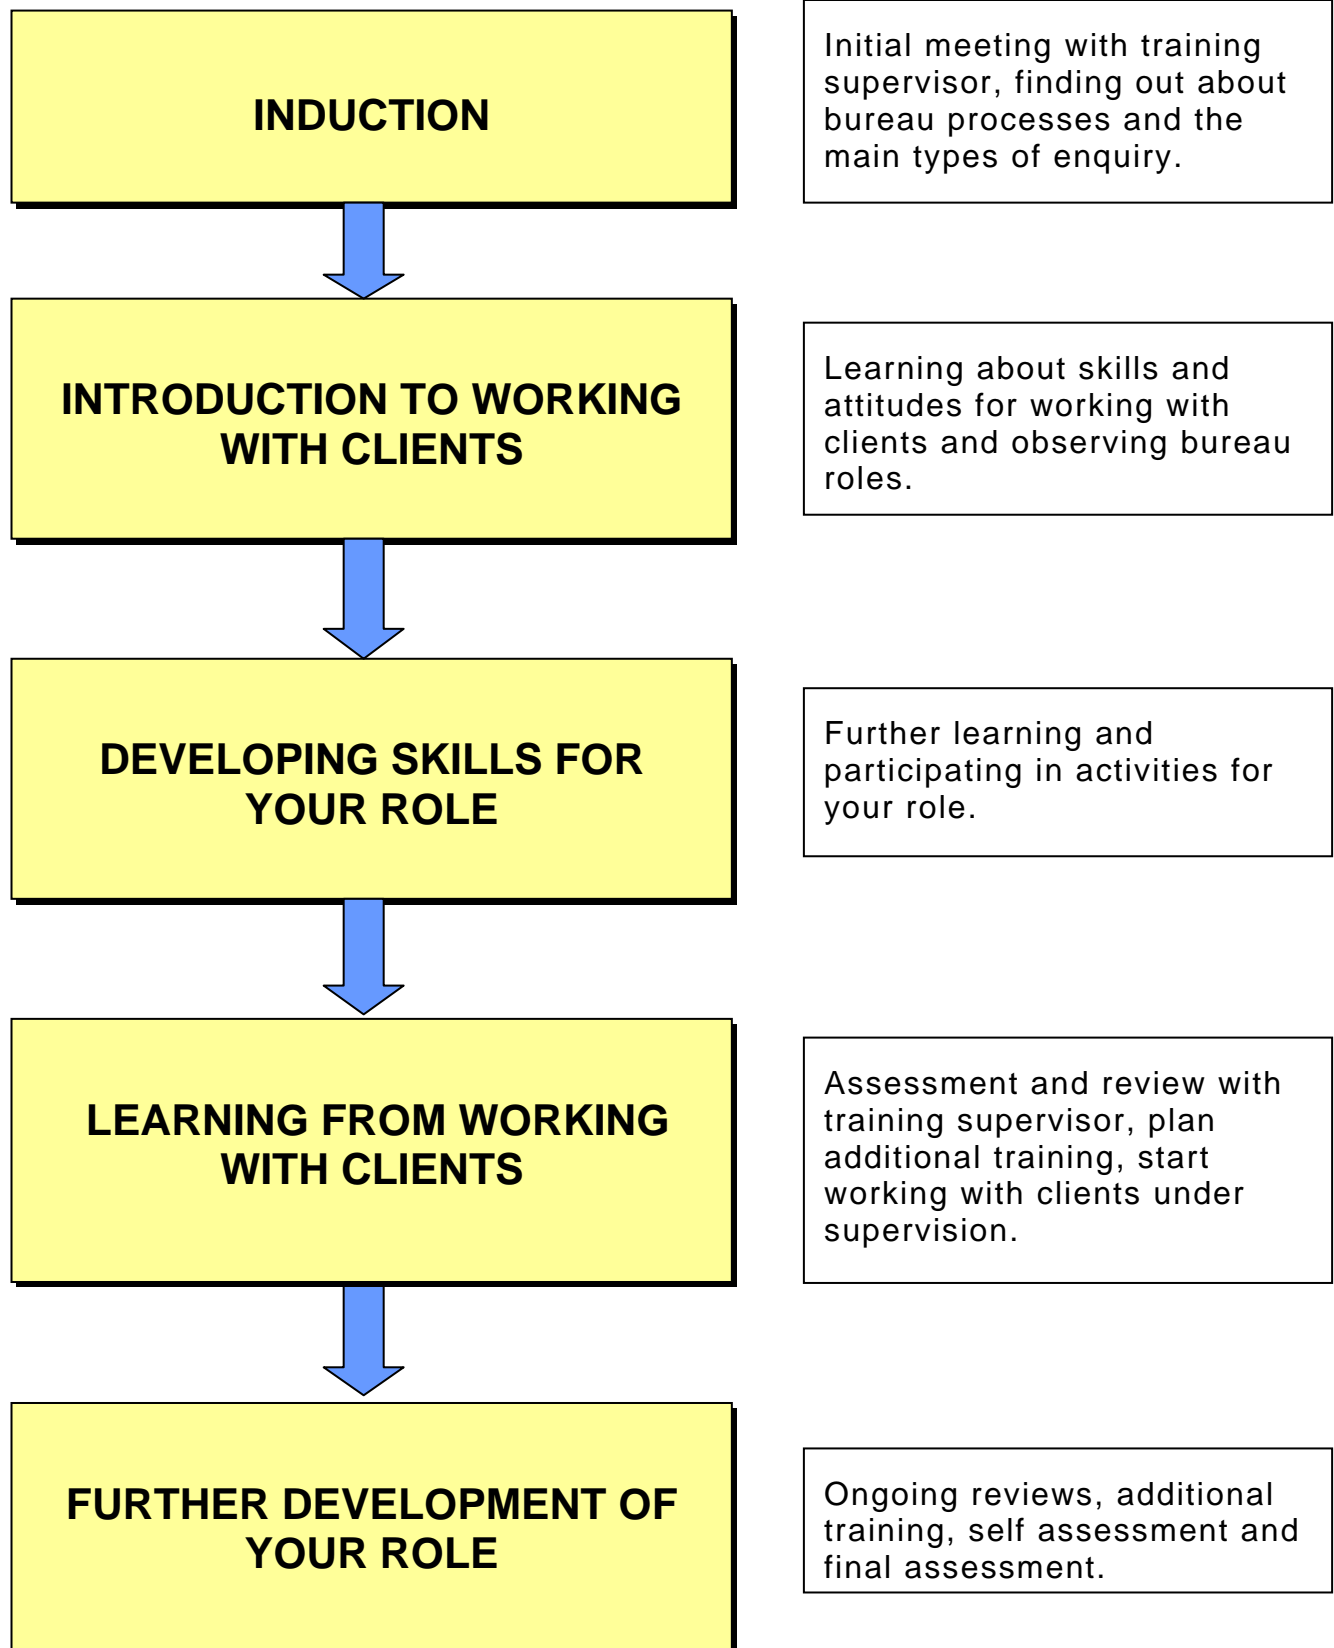 INDUCTION
Initial meeting with training
supervisor, finding out about
bureau processes and the
main types of enquiry.
INTRODUCTION TO WORKING
WITH CLIENTS
Learning about skills and
attitudes for working with
clients and observing bureau
roles.
DEVELOPING SKILLS FOR
YOUR ROLE
Further learning and
participating in activities for
your role.
LEARNING FROM WORKING
WITH CLIENTS
Assessment and review with
training supervisor, plan
additional training, start
working with clients under
supervision.
FURTHER DEVELOPMENT OF
YOUR ROLE
Ongoing reviews, additional
training, self assessment and
final assessment.